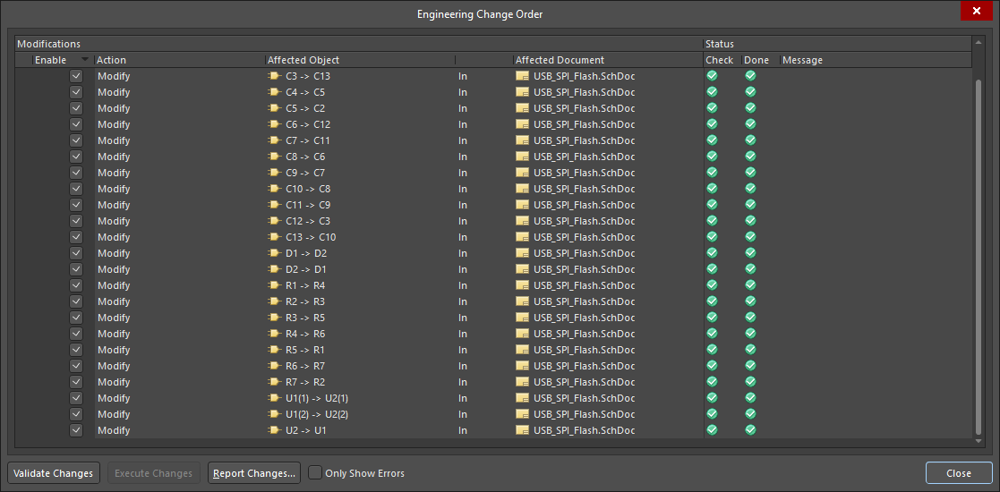 Engineering Change Order
Modifications Status
Enable Action Affected Object Affected Document Check Done Message
Modify C3 -> C13 In USB_SPI_Flash.SchDoc
Modify C4 -> C5 In USB_SPI_Flash.SchDoc
Modify C5 -> C2 In USB_SPI_Flash.SchDoc
Modify C6 -> C12 In USB_SPI_Flash.SchDoc
Modify C7 -> C11 In USB_SPI_Flash.SchDoc
Modify C8 -> C6 In USB_SPI_Flash.SchDoc
Modify C9 -> C7 In USB_SPI_Flash.SchDoc
Modify C10 -> C8 In USB_SPI_Flash.SchDoc
Modify C11 -> C9 In USB_SPI_Flash.SchDoc
Modify C12 -> C3 In USB_SPI_Flash.SchDoc
Modify C13 -> C10 In USB_SPI_Flash.SchDoc
Modify D1 -> D2 In USB_SPI_Flash.SchDoc
Modify D2 -> D1 In USB_SPI_Flash.SchDoc
Modify R1 -> R4 In USB_SPI_Flash.SchDoc
Modify R2 -> R3 In USB_SPI_Flash.SchDoc
Modify R3 -> R5 In USB_SPI_Flash.SchDoc
Modify R4 -> R6 In USB_SPI_Flash.SchDoc
Modify R5 -> R1 In USB_SPI_Flash.SchDoc
Modify R6 -> R7 In USB_SPI_Flash.SchDoc
Modify R7 -> R2 In USB_SPI_Flash.SchDoc
Modify U1(1) -> U2(1) In USB_SPI_Flash.SchDoc
Modify U1(2) -> U2(2) In USB_SPI_Flash.SchDoc
Modify U2 -> U1 In USB_SPI_Flash.SchDoc
Validate Changes Execute Changes Report Changes... Only Show Errors Close